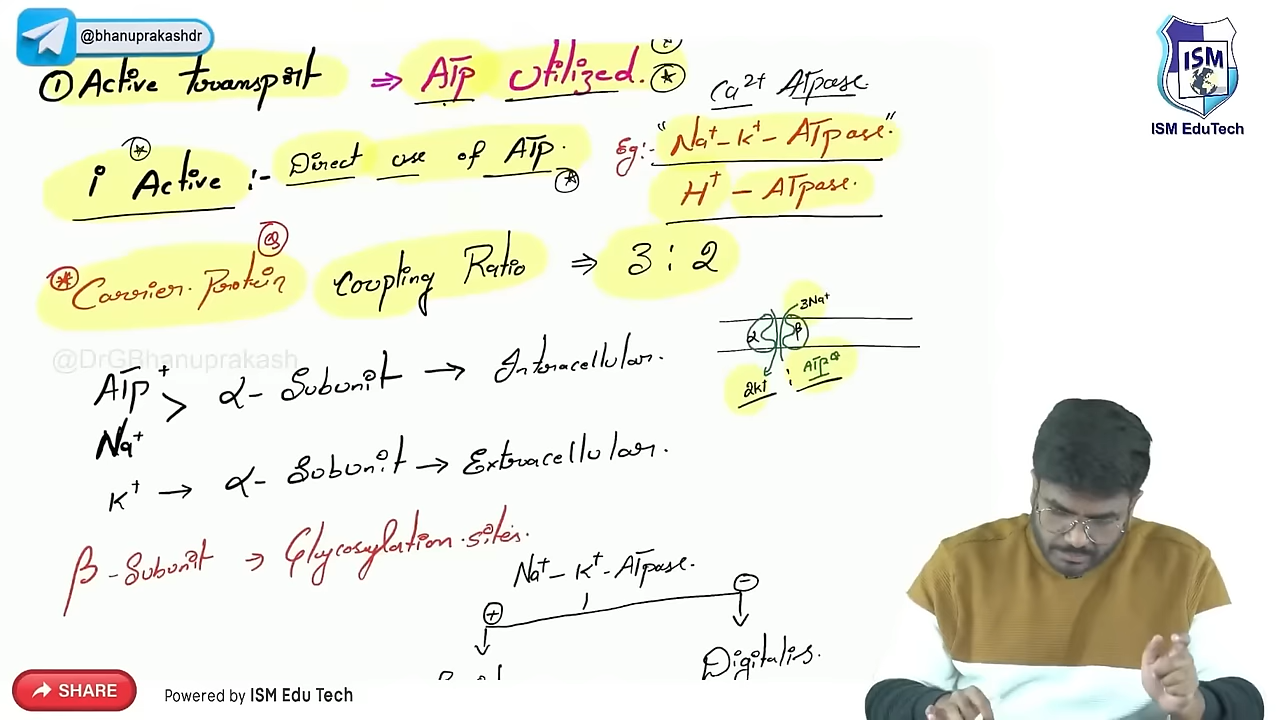 @bhanuprakashdr
ISM
ISM EduTech
① Active transport ⇒ ATP Utilized.
Ca²⁺ ATPase
i Active :- Direct use of ATP.
Eg:- "Na⁺-K⁺-ATPase"
H⁺ - ATPase.
Carrier. Protein Coupling Ratio ⇒ 3:2
3Na⁺
α β
2K⁺ : ATP
@DrGBhanuprakash
ATP +
Na⁺ > α- Subunit → Intracellular.
K⁺ → α- Subunit → Extracellular.
β-Subunit → Glycosylation.sites.
Na⁺-K⁺-ATPase.
+ -
Digitalis.
SHARE
Powered by ISM Edu Tech